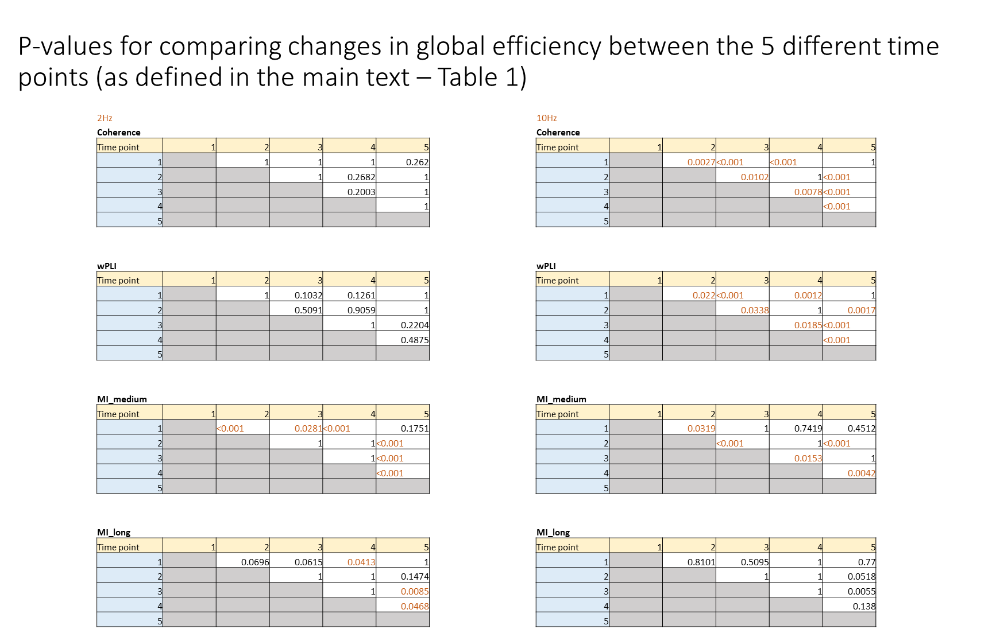 P-values for comparing changes in global efficiency between the 5 different time
points (as defined in the main text – Table 1)
2Hz
Coherence
Time point 1 2 3 4 5
1 1 1 1 0.262
2 1 0.2682 1
3 0.2003 1
4 1
5
wPLI
Time point 1 2 3 4 5
1 1 0.1032 0.1261 1
2 0.5091 0.9059 1
3 1 0.2204
4 0.4875
5
MI_medium
Time point 1 2 3 4 5
1 <0.001 0.0281 <0.001 0.1751
2 1 1 <0.001
3 1 <0.001
4 <0.001
5
MI_long
Time point 1 2 3 4 5
1 0.0696 0.0615 0.0413 1
2 1 1 0.1474
3 1 0.0085
4 0.0468
5
10Hz
Coherence
Time point 1 2 3 4 5
1 0.0027 <0.001 <0.001 1
2 0.0102 1 <0.001
3 0.0078 <0.001
4 <0.001
5
wPLI
Time point 1 2 3 4 5
1 0.022 <0.001 0.0012 1
2 0.0338 1 0.0017
3 0.0185 <0.001
4 <0.001
5
MI_medium
Time point 1 2 3 4 5
1 0.0319 1 0.7419 0.4512
2 <0.001 1 <0.001
3 0.0153 1
4 0.0042
5
MI_long
Time point 1 2 3 4 5
1 0.8101 0.5095 1 0.77
2 1 1 0.0518
3 1 0.0055
4 0.138
5